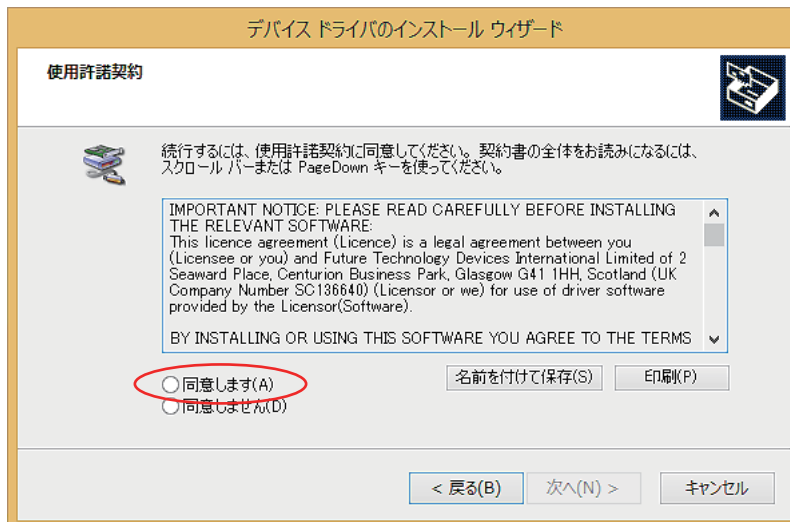 デバイス ドライバのインストール ウィザード
使用許諾契約
続行するには、使用許諾契約に同意してください。契約書の全体をお読みになるには、
スクロール バーまたは PageDown キーを使ってください。
IMPORTANT NOTICE: PLEASE READ CAREFULLY BEFORE INSTALLING
THE RELEVANT SOFTWARE:
This licence agreement (Licence) is a legal agreement between you
(Licensee or you) and Future Technology Devices International Limited of 2
Seaward Place, Centurion Business Park, Glasgow G41 1HH, Scotland (UK
Company Number SC136640) (Licensor or we) for use of driver software
provided by the Licensor(Software).
BY INSTALLING OR USING THIS SOFTWARE YOU AGREE TO THE TERMS
同意します(A)
名前を付けて保存(S)
印刷(P)
同意しません(D)
< 戻る(B)
次へ(N) >
キャンセル